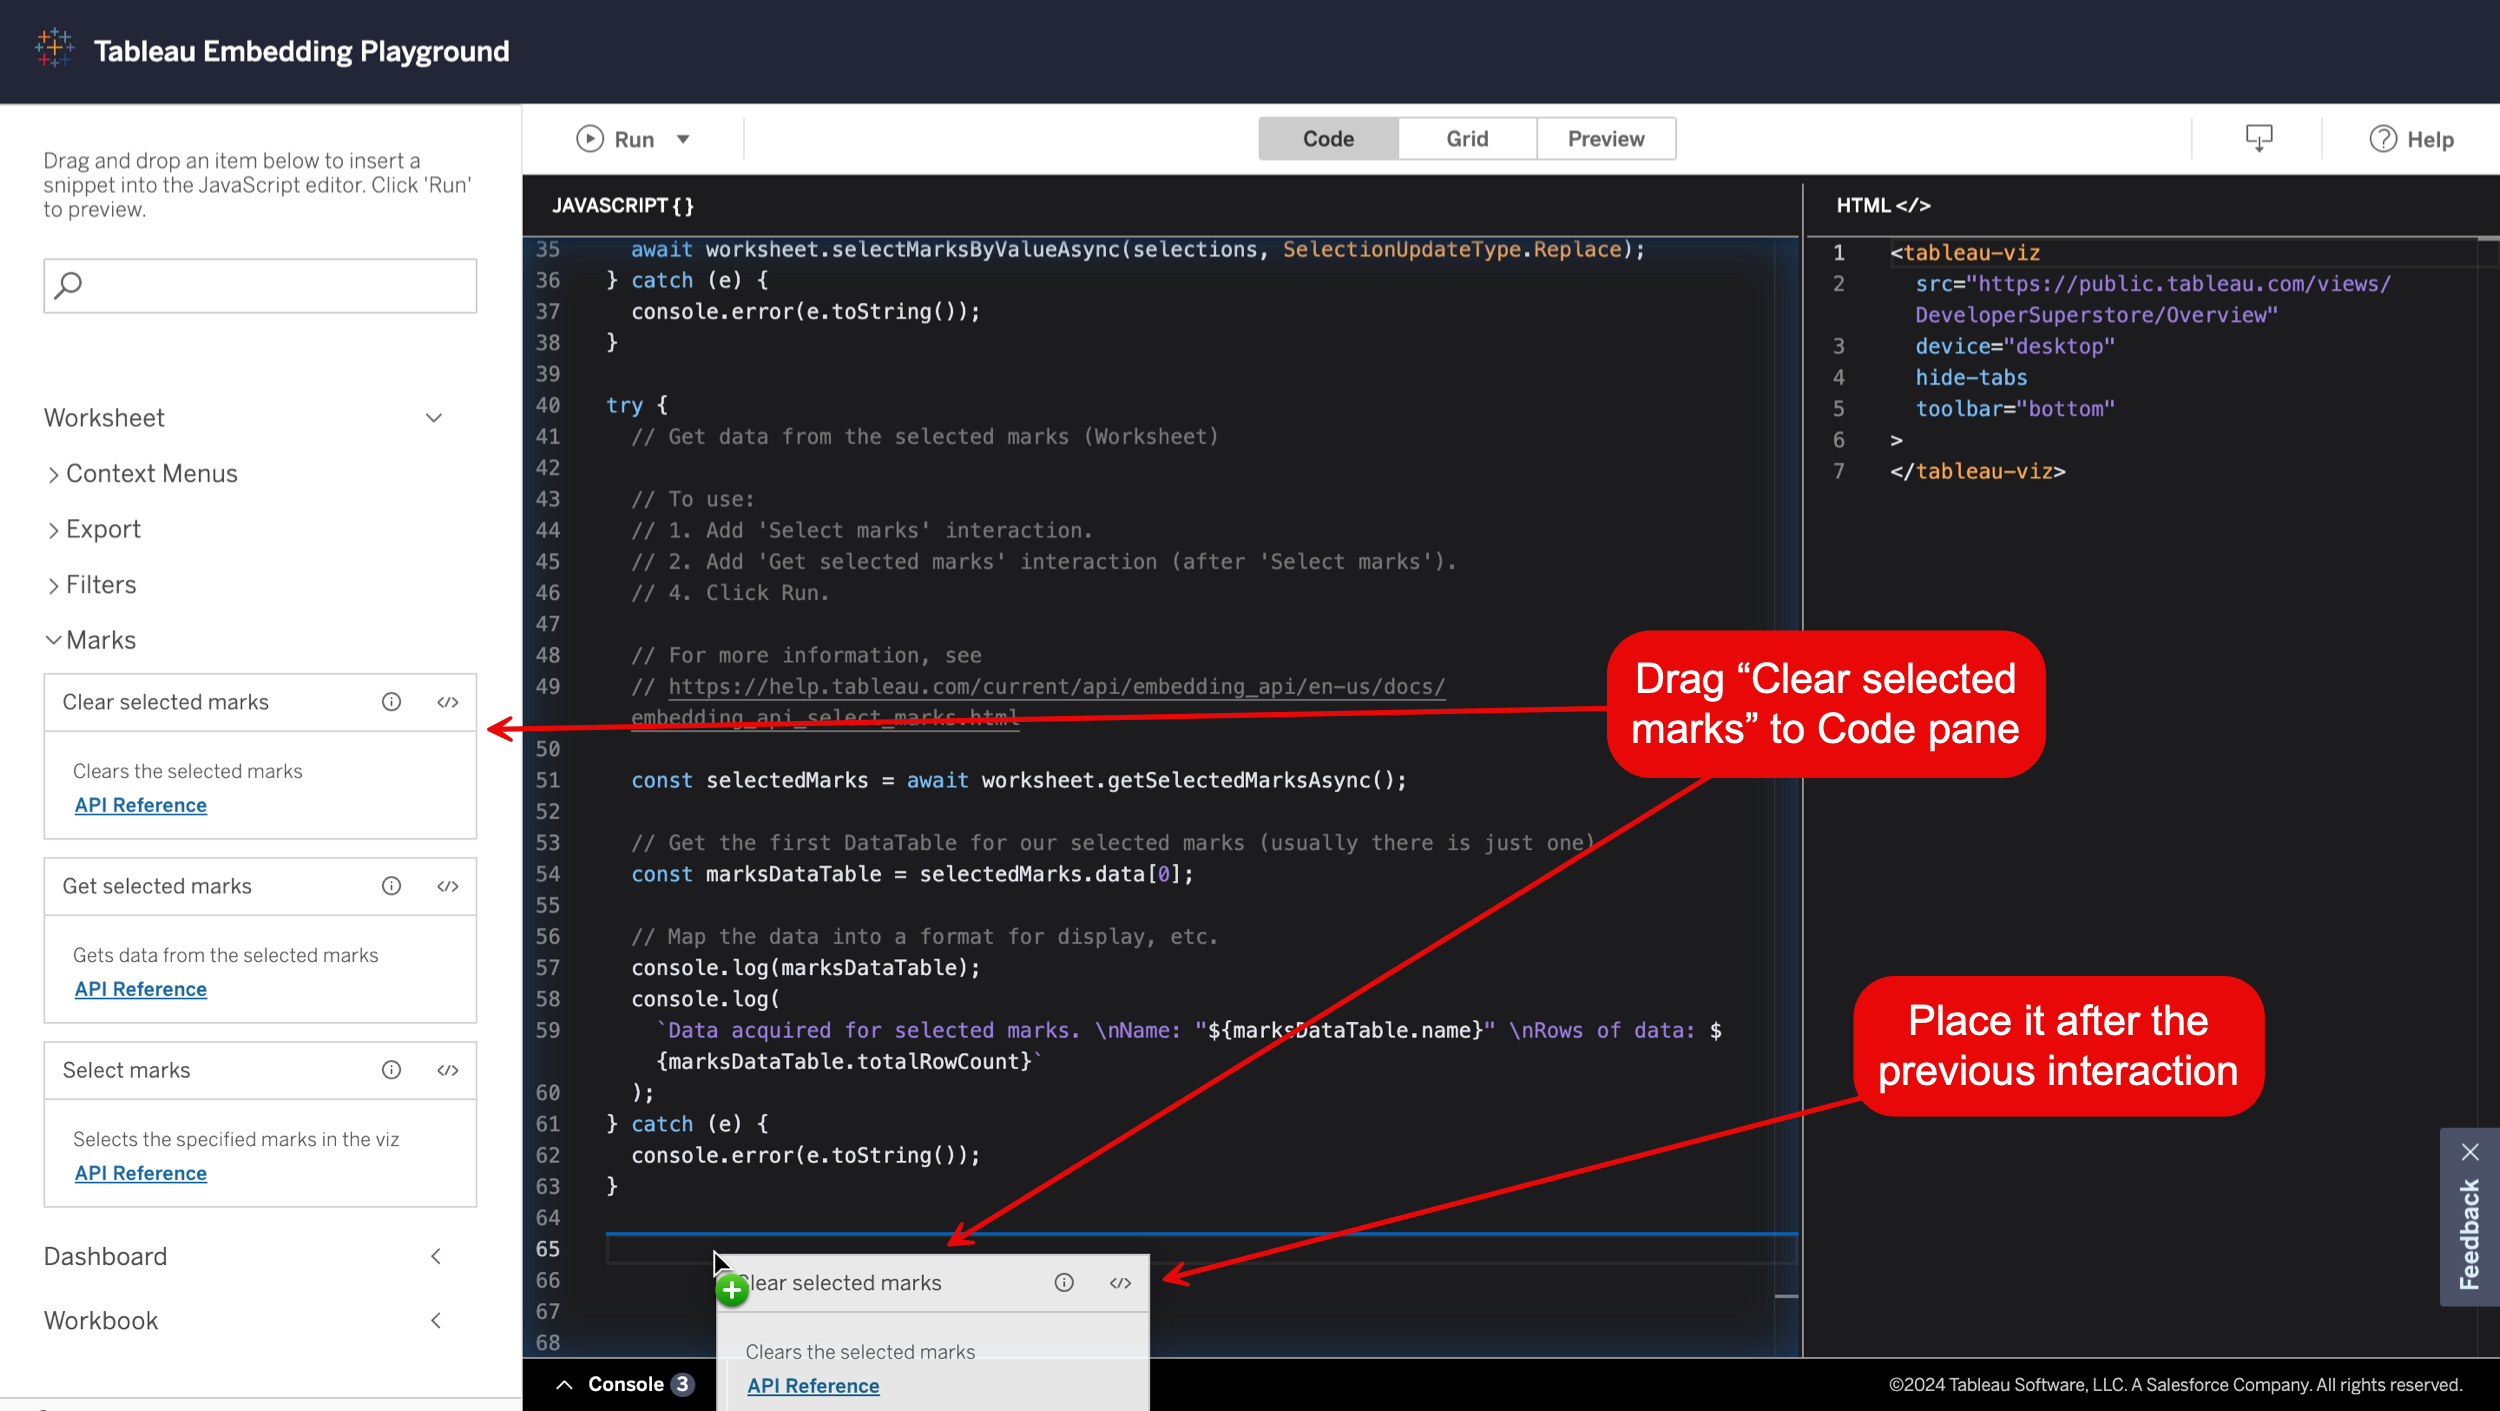 Tableau Embedding Playground
Drag and drop an item below to insert a
snippet into the JavaScript editor. Click 'Run'
to preview.
Worksheet
Context Menus
Export
Filters
Marks
Clear selected marks
</>
Clears the selected marks
API Reference
Get selected marks
</>
Gets data from the selected marks
API Reference
Select marks
</>
Selects the specified marks in the viz
API Reference
Dashboard
Workbook
Run
Code
Grid
Preview
Help
JAVASCRIPT { }
35 await worksheet.selectMarksByValueAsync(selections, SelectionUpdateType.Replace);
36 } catch (e) {
37 console.error(e.toString());
38 }
39
40 try {
41 // Get data from the selected marks (Worksheet)
42
43 // To use:
44 // 1. Add 'Select marks' interaction.
45 // 2. Add 'Get selected marks' interaction (after 'Select marks').
46 // 4. Click Run.
47
48 // For more information, see
49 // https://help.tableau.com/current/api/embedding_api/en-us/docs/
embedding_api_select_marks.html
50
51 const selectedMarks = await worksheet.getSelectedMarksAsync();
52
53 // Get the first DataTable for our selected marks (usually there is just one)
54 const marksDataTable = selectedMarks.data[0];
55
56 // Map the data into a format for display, etc.
57 console.log(marksDataTable);
58 console.log(
59 `Data acquired for selected marks. \nName: "${marksDataTable.name}" \nRows of data: $
{marksDataTable.totalRowCount}`
60 );
61 } catch (e) {
62 console.error(e.toString());
63 }
64
65
66
67
68
lear selected marks
</>
Clears the selected marks
API Reference
Console 3
HTML </>
1 <tableau-viz
2 src="https://public.tableau.com/views/
DeveloperSuperstore/Overview"
3 device="desktop"
4 hide-tabs
5 toolbar="bottom"
6 >
7 </tableau-viz>
Drag “Clear selected
marks” to Code pane
Place it after the
previous interaction
Feedback
©2024 Tableau Software, LLC. A Salesforce Company. All rights reserved.